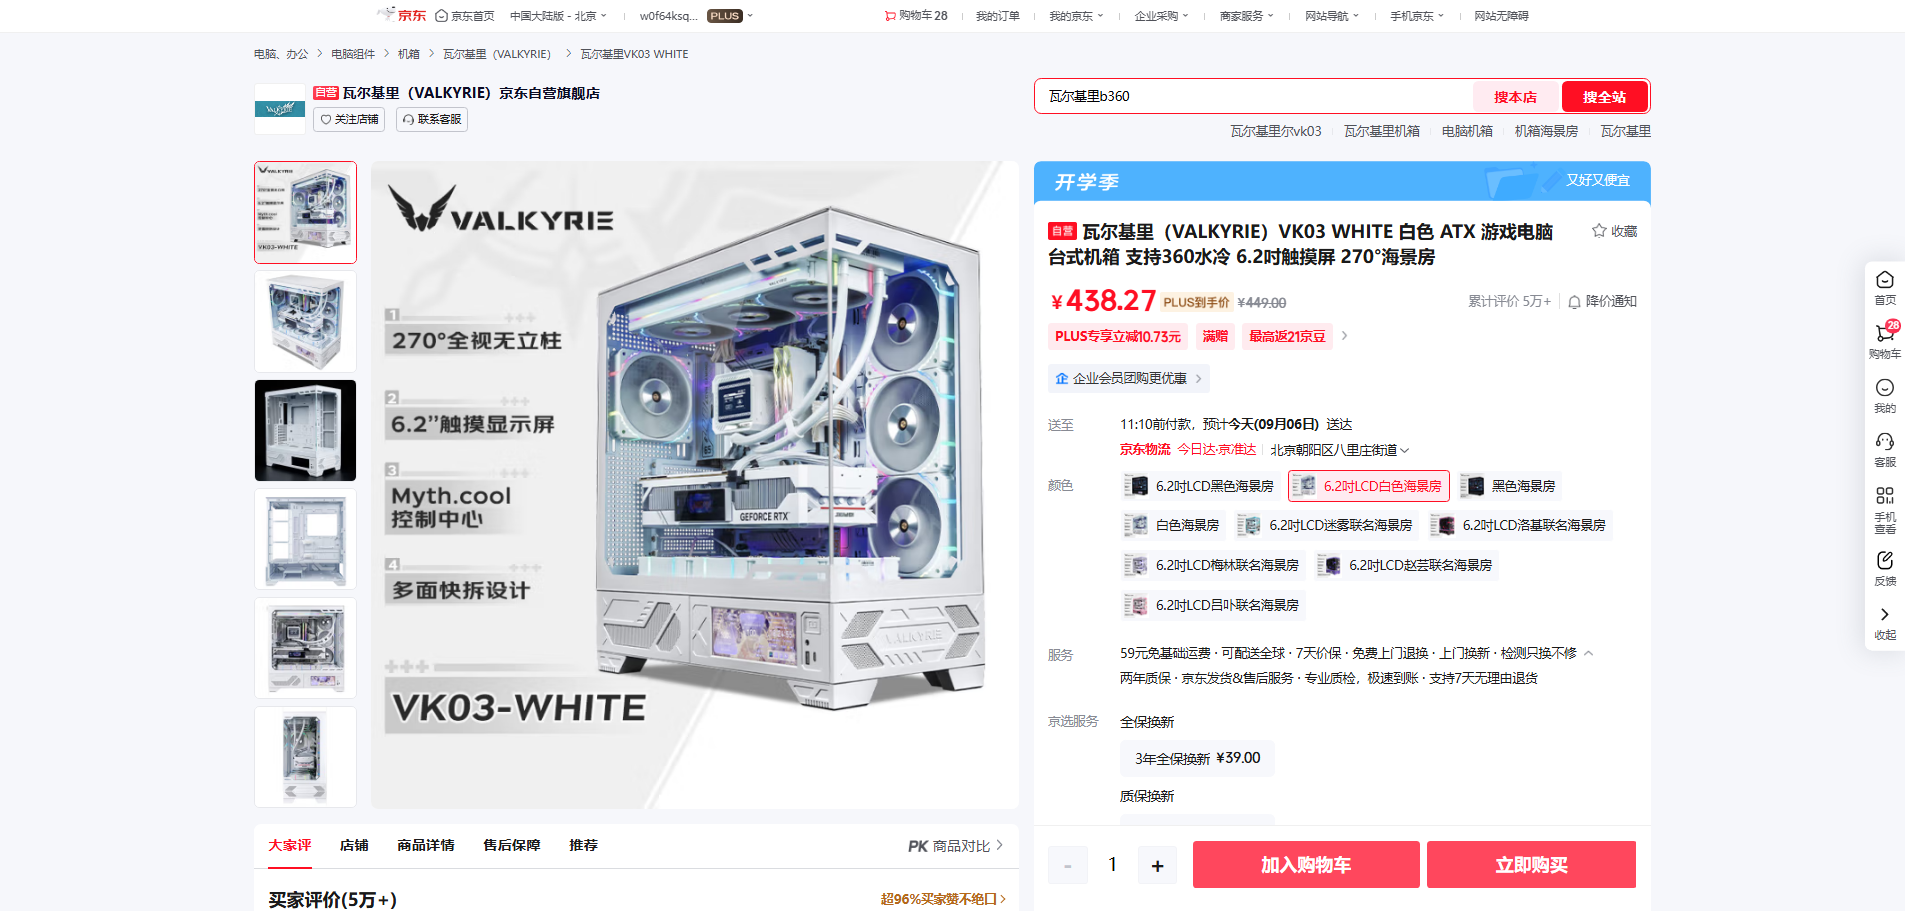 京东
京东首页
中国大陆版 - 北京
w0f64ksq...
PLUS
购物车 28
我的订单
我的京东
企业采购
商家服务
网站导航
手机京东
网站无障碍
电脑、办公 > 电脑组件 > 机箱 > 瓦尔基里（VALKYRIE） > 瓦尔基里VK03 WHITE
自营 瓦尔基里（VALKYRIE）京东自营旗舰店
关注店铺
联系客服
瓦尔基里b360
搜本店
搜全站
瓦尔基里尔vk03
瓦尔基里机箱
电脑机箱
机箱海景房
瓦尔基里
VALKYRIE
1
270°全视无立柱
2
6.2”触摸显示屏
3
Myth.cool
控制中心
4
多面快拆设计
VK03-WHITE
GEFORCE RTX
VALKYRIE
开学季
又好又便宜
自营 瓦尔基里（VALKYRIE）VK03 WHITE 白色 ATX 游戏电脑
台式机箱 支持360水冷 6.2吋触摸屏 270°海景房
收藏
¥438.27 PLUS到手价 ¥449.00
累计评价 5万+
降价通知
PLUS专享立减10.73元
满赠
最高返21京豆
企业会员团购更优惠
送至
11:10前付款，预计今天(09月06日) 送达
京东物流 今日达·京准达 北京朝阳区八里庄街道
颜色
6.2吋LCD黑色海景房
6.2吋LCD白色海景房
黑色海景房
白色海景房
6.2吋LCD迷雾联名海景房
6.2吋LCD洛基联名海景房
6.2吋LCD梅林联名海景房
6.2吋LCD赵芸联名海景房
6.2吋LCD吕卟联名海景房
服务
59元免基础运费 · 可配送全球 · 7天价保 · 免费上门退换 · 上门换新 · 检测只换不修
两年质保 · 京东发货&售后服务 · 专业质检，极速到账 · 支持7天无理由退货
京选服务
全保换新
3年全保换新 ¥39.00
质保换新
- 1 +
加入购物车
立即购买
大家评
店铺
商品详情
售后保障
推荐
PK 商品对比
买家评价(5万+)
超96%买家赞不绝口
首页
28
购物车
我的
客服
手机
查看
反馈
收起